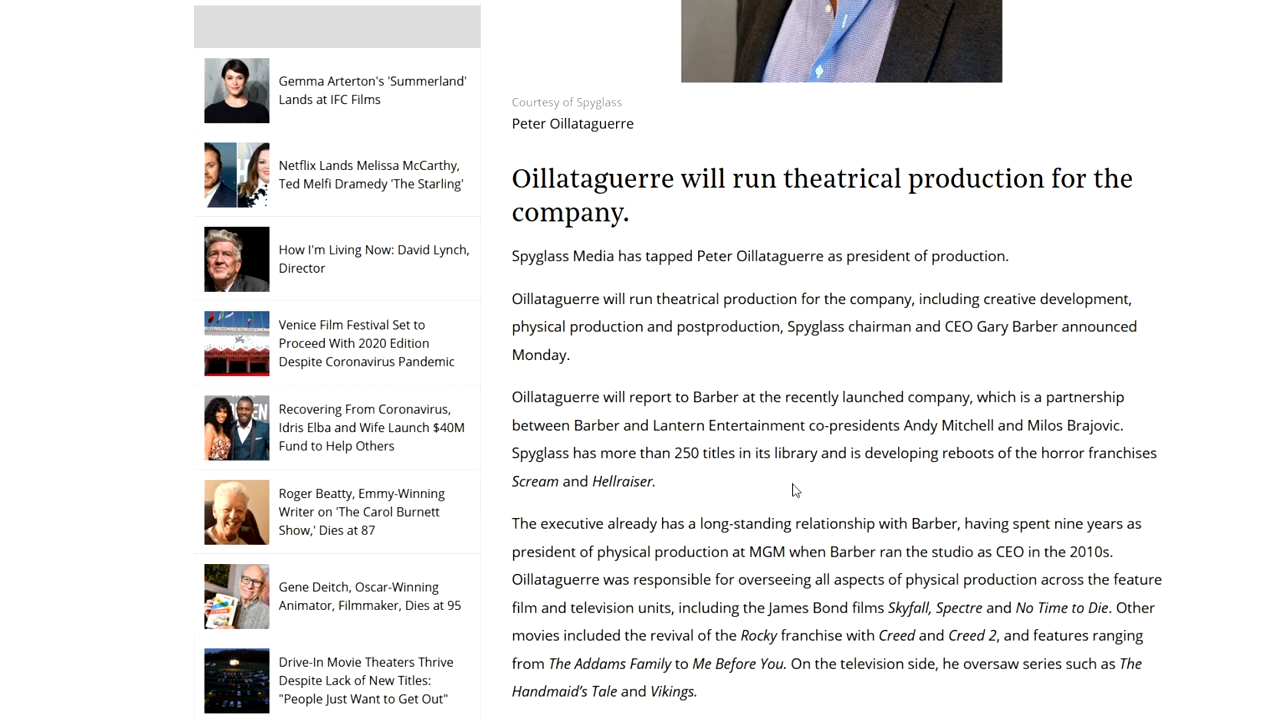 Gemma Arterton's 'Summerland'
Lands at IFC Films
Netflix Lands Melissa McCarthy,
Ted Melfi Dramedy 'The Starling'
How I'm Living Now: David Lynch,
Director
Venice Film Festival Set to
Proceed With 2020 Edition
Despite Coronavirus Pandemic
Recovering From Coronavirus,
Idris Elba and Wife Launch $40M
Fund to Help Others
Roger Beatty, Emmy-Winning
Writer on 'The Carol Burnett
Show,' Dies at 87
Gene Deitch, Oscar-Winning
Animator, Filmmaker, Dies at 95
Drive-In Movie Theaters Thrive
Despite Lack of New Titles:
"People Just Want to Get Out"
Courtesy of Spyglass
Peter Oillataguerre
Oillataguerre will run theatrical production for the
company.
Spyglass Media has tapped Peter Oillataguerre as president of production.
Oillataguerre will run theatrical production for the company, including creative development,
physical production and postproduction, Spyglass chairman and CEO Gary Barber announced
Monday.
Oillataguerre will report to Barber at the recently launched company, which is a partnership
between Barber and Lantern Entertainment co-presidents Andy Mitchell and Milos Brajovic.
Spyglass has more than 250 titles in its library and is developing reboots of the horror franchises
Scream and Hellraiser.
The executive already has a long-standing relationship with Barber, having spent nine years as
president of physical production at MGM when Barber ran the studio as CEO in the 2010s.
Oillataguerre was responsible for overseeing all aspects of physical production across the feature
film and television units, including the James Bond films Skyfall, Spectre and No Time to Die. Other
movies included the revival of the Rocky franchise with Creed and Creed 2, and features ranging
from The Addams Family to Me Before You. On the television side, he oversaw series such as The
Handmaid's Tale and Vikings.